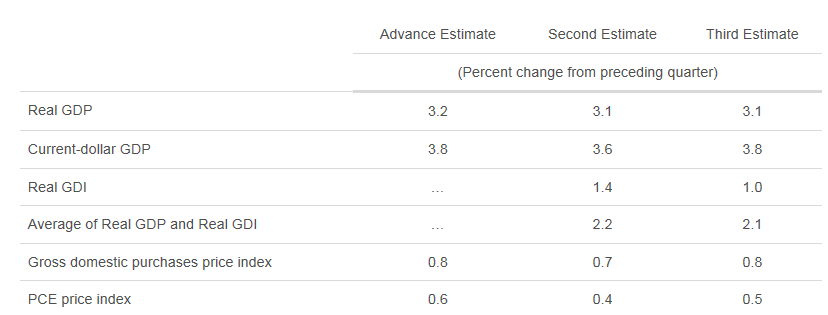 Advance Estimate Second Estimate Third Estimate
(Percent change from preceding quarter)
Real GDP 3.2 3.1 3.1
Current-dollar GDP 3.8 3.6 3.8
Real GDI … 1.4 1.0
Average of Real GDP and Real GDI … 2.2 2.1
Gross domestic purchases price index 0.8 0.7 0.8
PCE price index 0.6 0.4 0.5